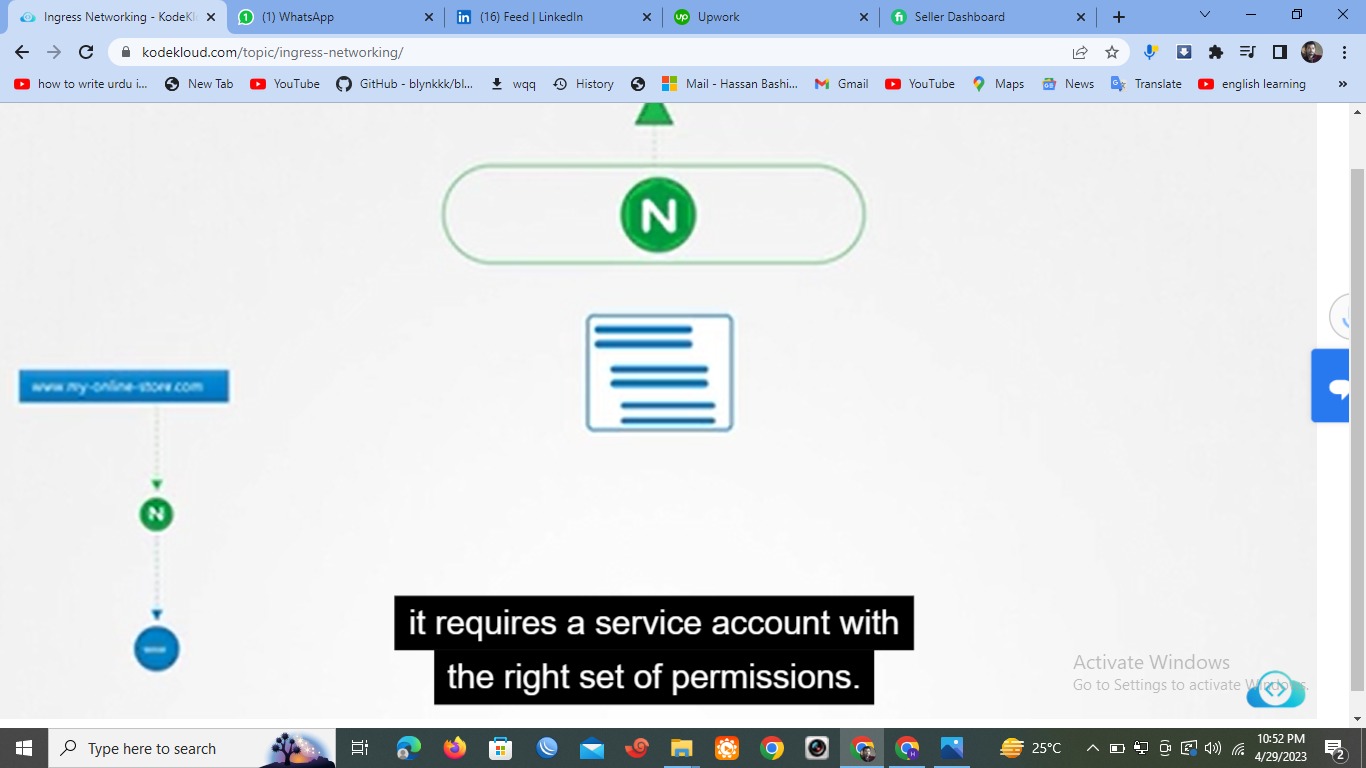 Ingress Networking - KodeKl
(1) WhatsApp
(16) Feed | LinkedIn
Upwork
Seller Dashboard
kodekloud.com/topic/ingress-networking/
how to write urdu i...
New Tab
YouTube
GitHub - blynkkk/bl...
wqq
History
Mail - Hassan Bashi...
Gmail
YouTube
Maps
News
Translate
english learning
N
www.my-online-store.com
N
it requires a service account with
the right set of permissions.
Activate Windows
Go to Settings to activate Windows.
Type here to search
25°C
10:52 PM
4/29/2023
2